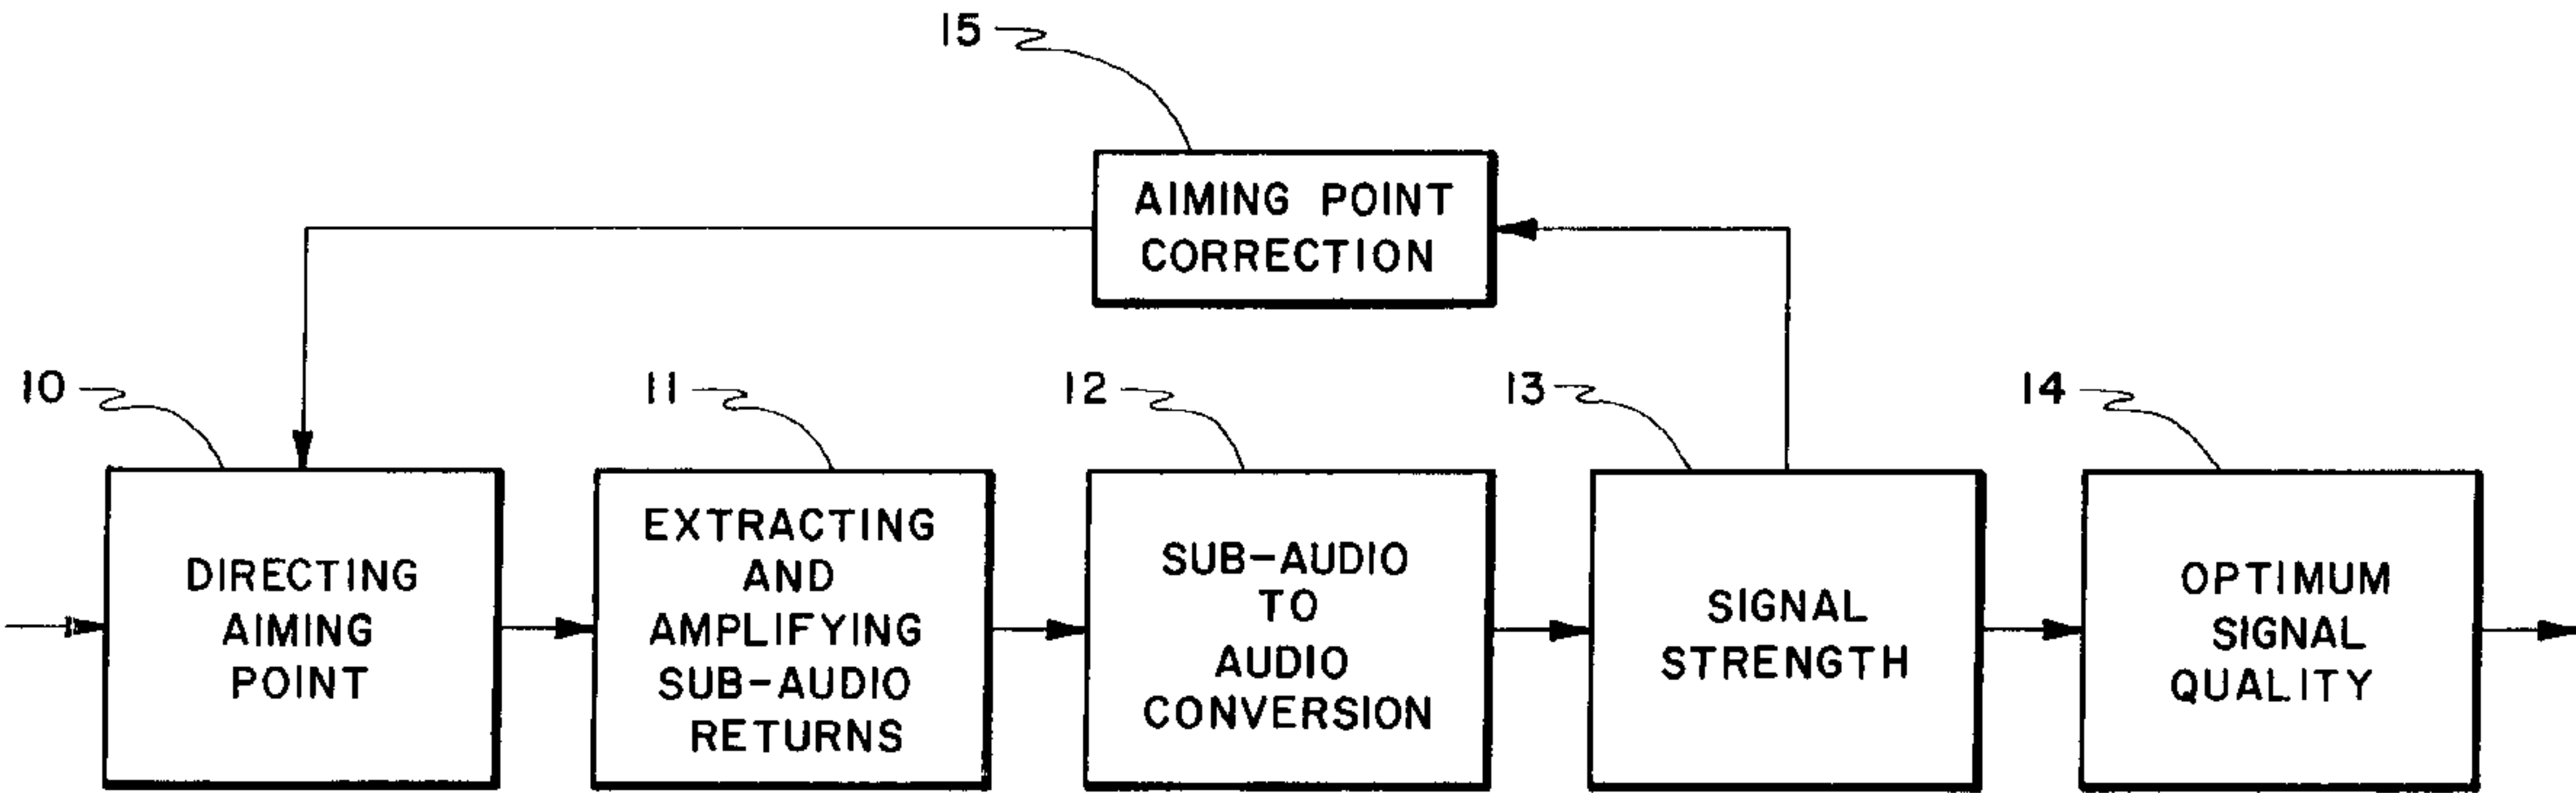 15
AIMING POINT
CORRECTION
10
11
12
13
14
DIRECTING
AIMING
POINT
EXTRACTING
AND
AMPLIFYING
SUB-AUDIO
RETURNS
SUB-AUDIO
TO
AUDIO
CONVERSION
SIGNAL
STRENGTH
OPTIMUM
SIGNAL
QUALITY